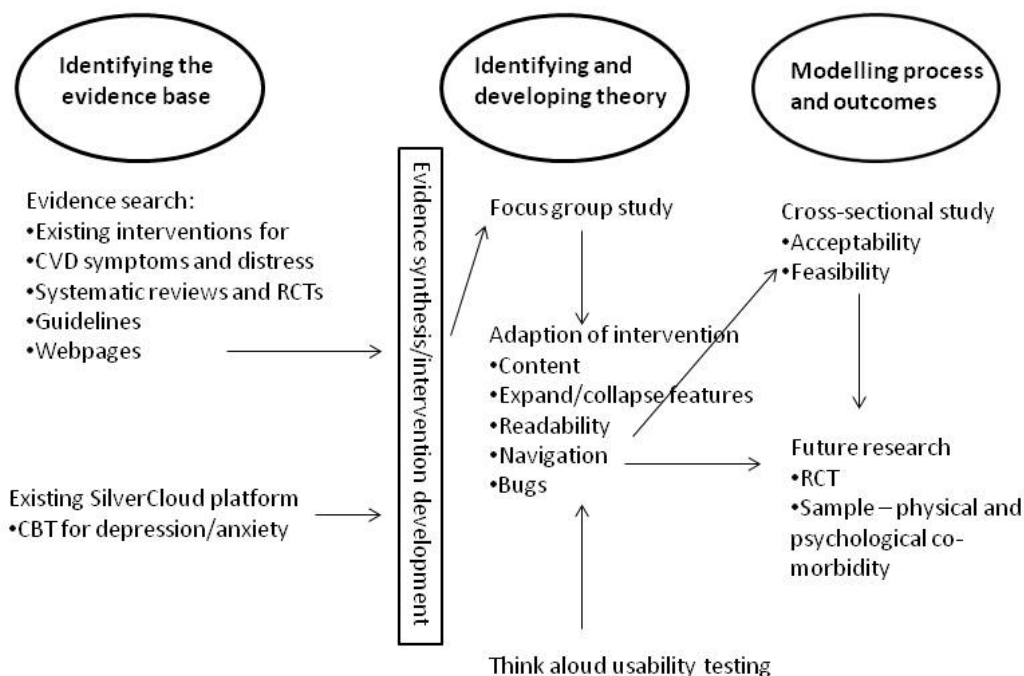 Identifying the
evidence base
Evidence search:
•Existing interventions for
•CVD symptoms and distress
•Systematic reviews and RCTs
•Guidelines
•Webpages
Existing SilverCloud platform
•CBT for depression/anxiety
Evidence synthesis/intervention development
Identifying and
developing theory
Focus group study
Adaption of intervention
•Content
•Expand/collapse features
•Readability
•Navigation
•Bugs
Think aloud usability testing
Modelling process
and outcomes
Cross-sectional study
•Acceptability
•Feasibility
Future research
•RCT
•Sample – physical and
psychological co-
morbidity